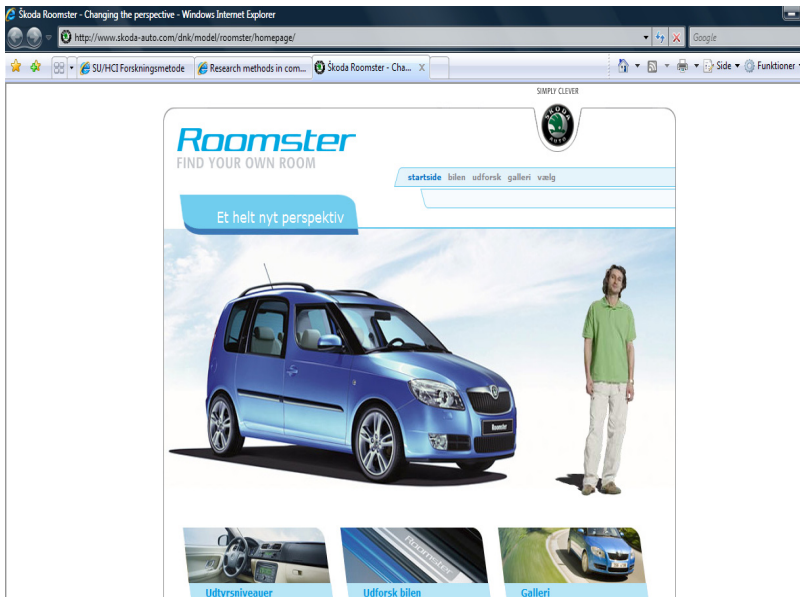 Škoda Roomster - Changing the perspective - Windows Internet Explorer
http://www.skoda-auto.com/dnk/model/roomster/homepage/
Google
SU/HCI Forskningsmetode
Research methods in com...
Škoda Roomster - Cha...
X
Side
Funktioner
SIMPLY CLEVER
ŠKODA
AUTO
Roomster
FIND YOUR OWN ROOM
startside bilen udforsk galleri vælg
Et helt nyt perspektiv
Roomster
Roomster
Udtyrsniveauer
Udforsk bilen
Galleri